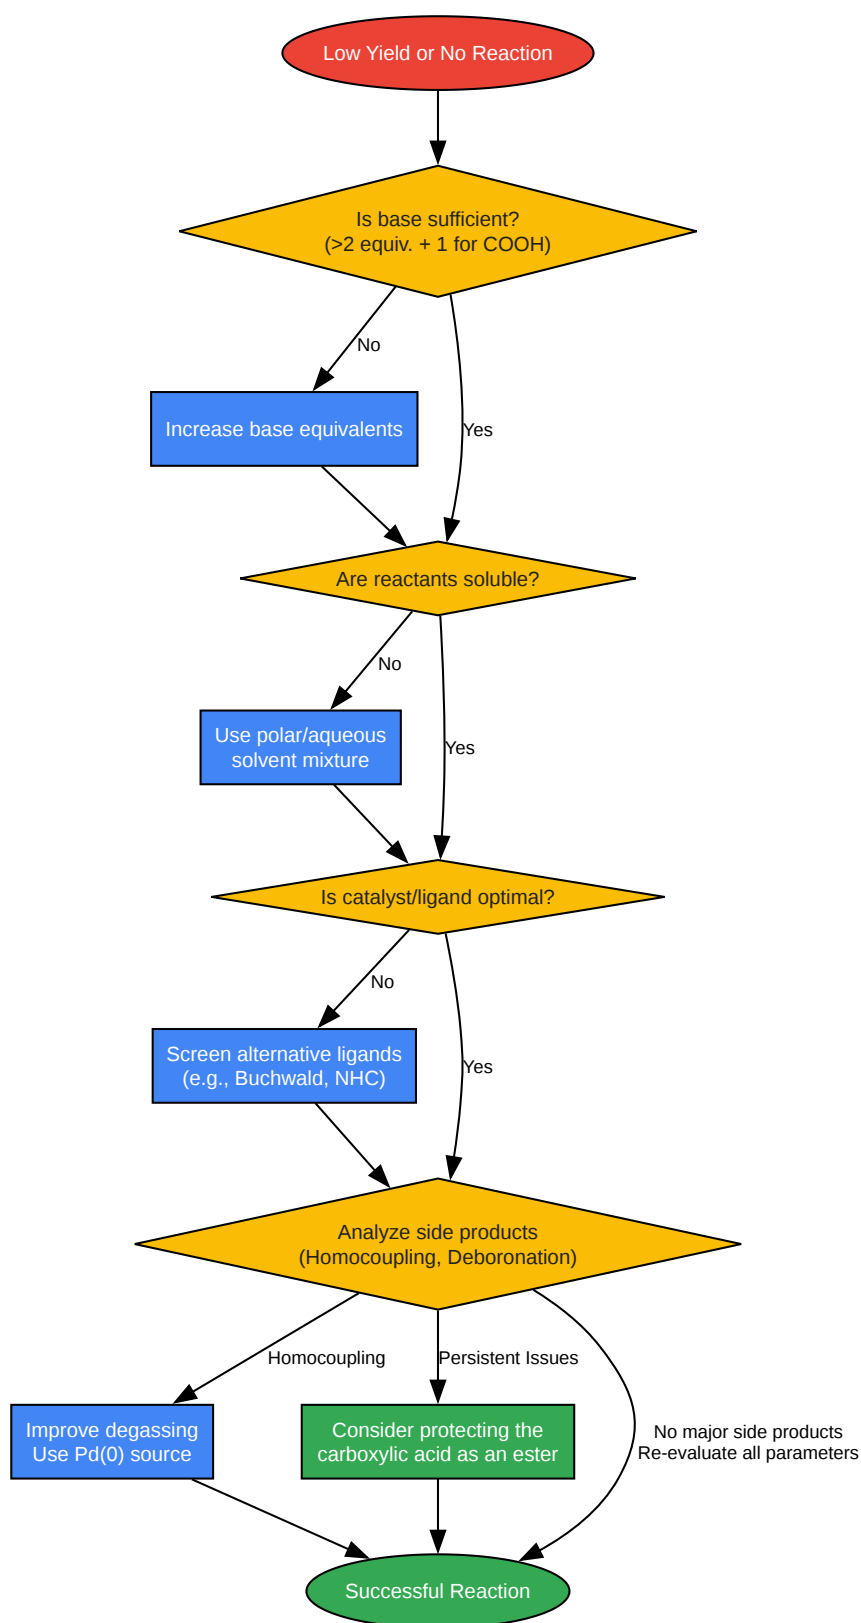 Low Yield or No Reaction
Is base sufficient?
(>2 equiv. + 1 for COOH)
No
Increase base equivalents
Yes
Are reactants soluble?
No
Use polar/aqueous
solvent mixture
Yes
Is catalyst/ligand optimal?
No
Screen alternative ligands
(e.g., Buchwald, NHC)
Yes
Analyze side products
(Homocoupling, Deboronation)
Homocoupling
Persistent Issues
No major side products
Re-evaluate all parameters
Improve degassing
Use Pd(0) source
Consider protecting the
carboxylic acid as an ester
Successful Reaction